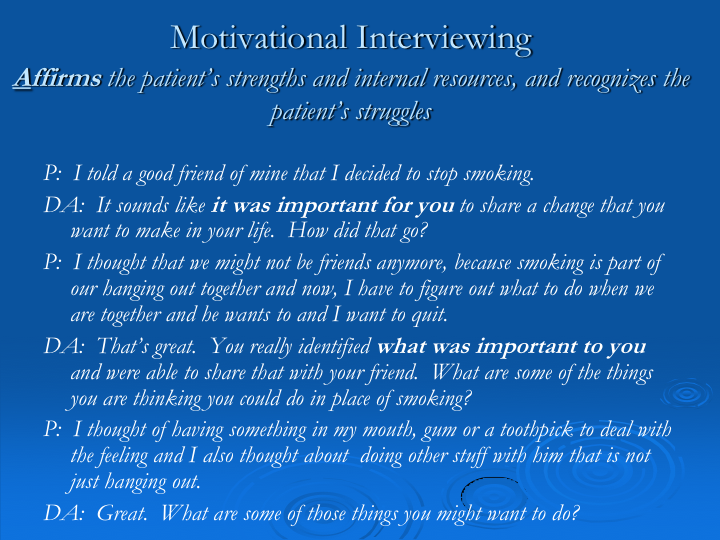 Motivational Interviewing
Affirms the patient's strengths and internal resources, and recognizes the
patient's struggles
P:  I told a good friend of mine that I decided to stop smoking.
DA:  It sounds like it was important for you to share a change that you
want to make in your life.  How did that go?
P:  I thought that we might not be friends anymore, because smoking is part of
our hanging out together and now, I have to figure out what to do when we
are together and he wants to and I want to quit.
DA:  That's great.  You really identified what was important to you
and were able to share that with your friend.  What are some of the things
you are thinking you could do in place of smoking?
P:  I thought of having something in my mouth, gum or a toothpick to deal with
the feeling and I also thought about  doing other stuff with him that is not
just hanging out.
DA:  Great.  What are some of those things you might want to do?